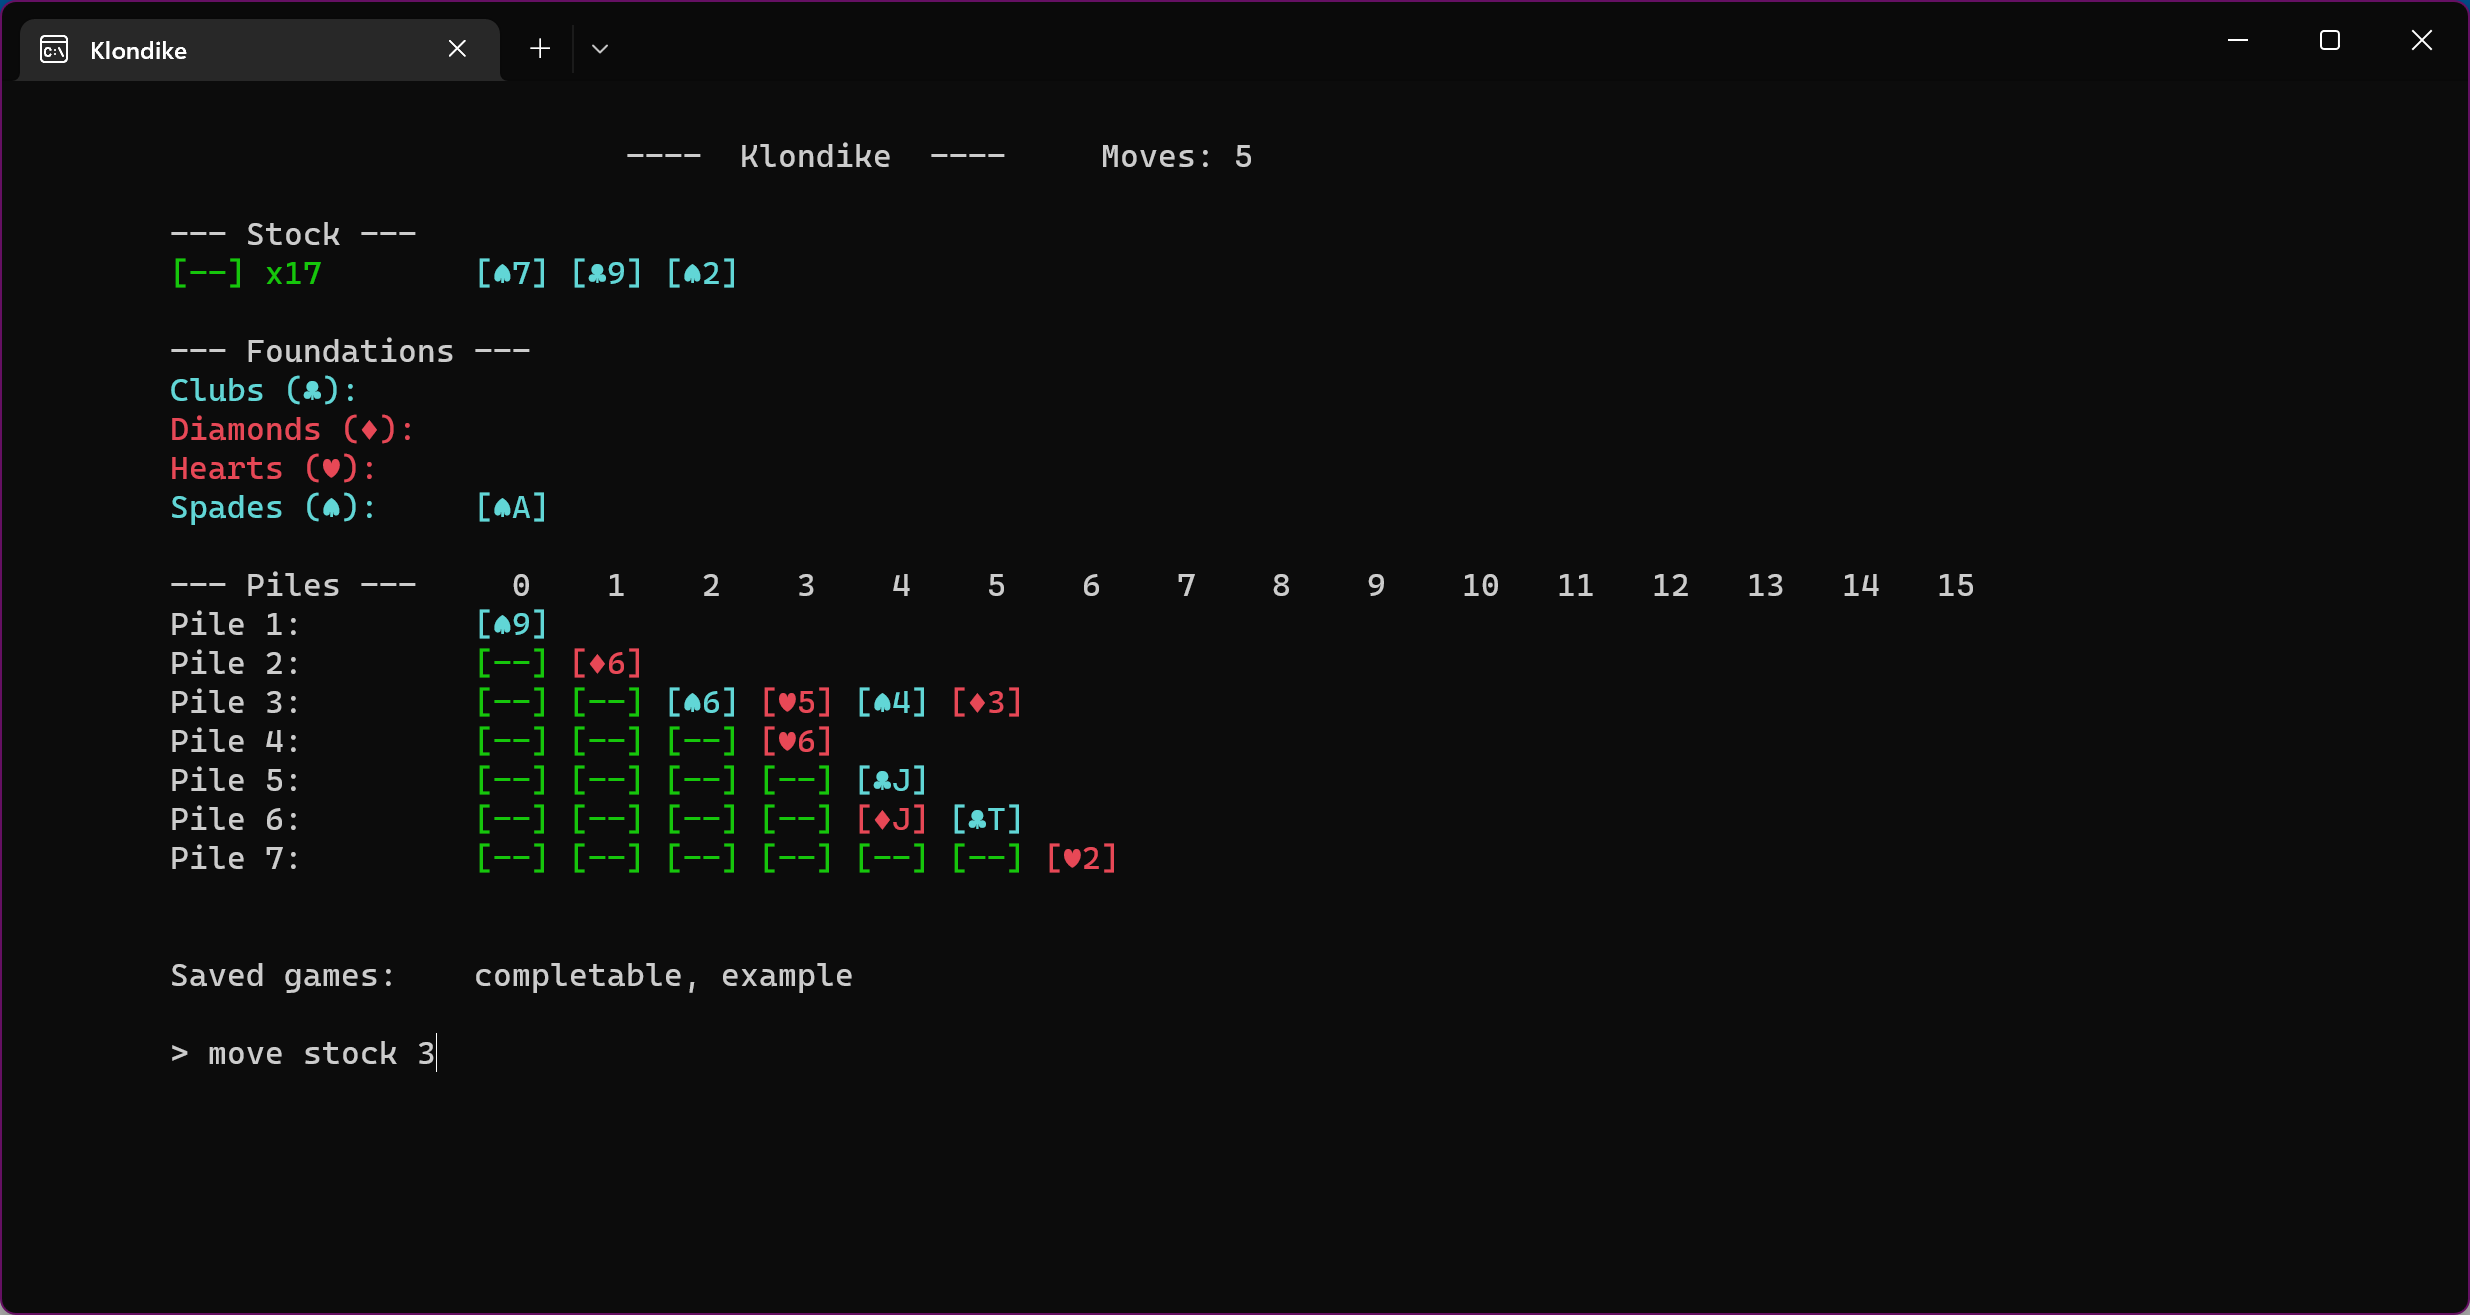 Klondike
---- Klondike ---- Moves: 5
--- Stock ---
[--] x17 [♠7] [♣9] [♠2]
--- Foundations ---
Clubs (♣):
Diamonds (♦):
Hearts (♥):
Spades (♠): [♠A]
--- Piles --- 0 1 2 3 4 5 6 7 8 9 10 11 12 13 14 15
Pile 1: [♠9]
Pile 2: [--] [♦6]
Pile 3: [--] [--] [♠6] [♥5] [♠4] [♦3]
Pile 4: [--] [--] [--] [♥6]
Pile 5: [--] [--] [--] [--] [♣J]
Pile 6: [--] [--] [--] [--] [♦J] [♣T]
Pile 7: [--] [--] [--] [--] [--] [--] [♥2]
Saved games: completable, example
> move stock 3